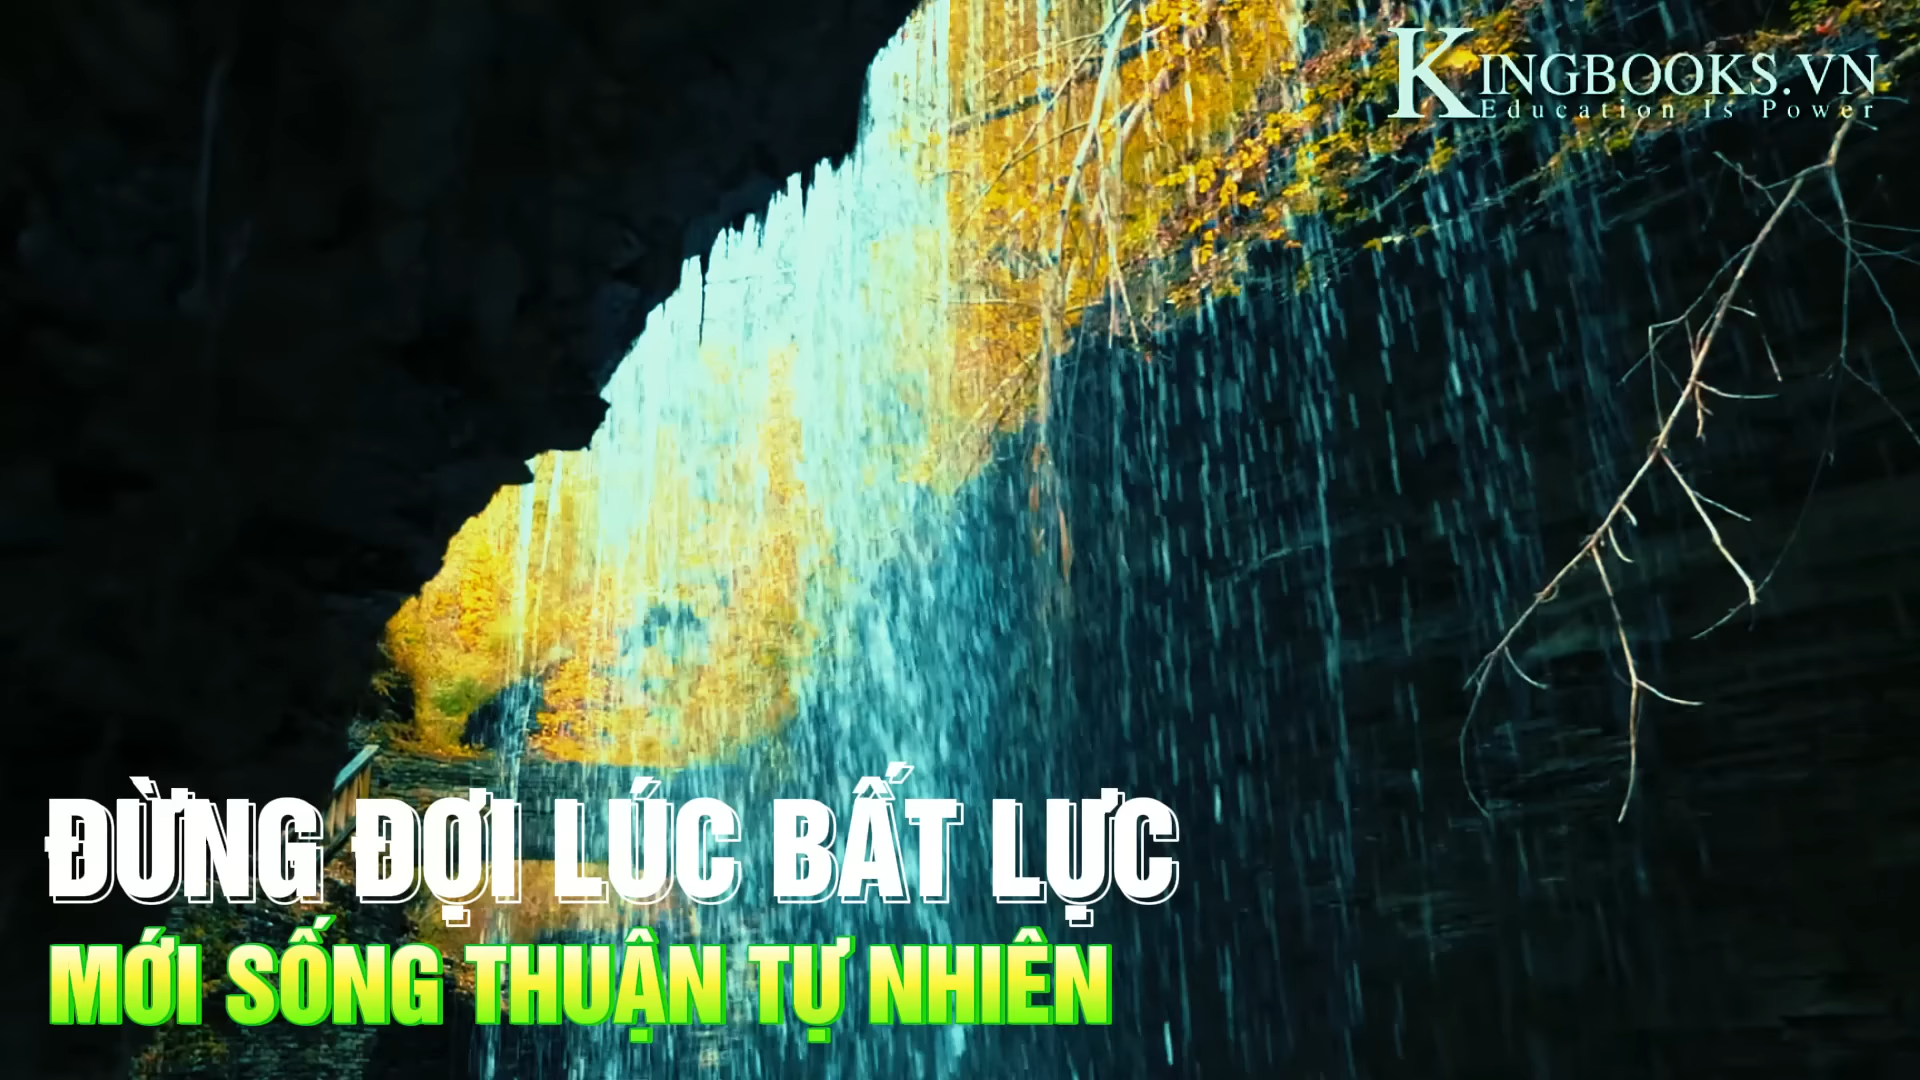 KINGBOOKS.VN
Education Is Power
ĐỪNG ĐỢI LÚC BẤT LỰC
MỚI SỐNG THUẬN TỰ NHIÊN